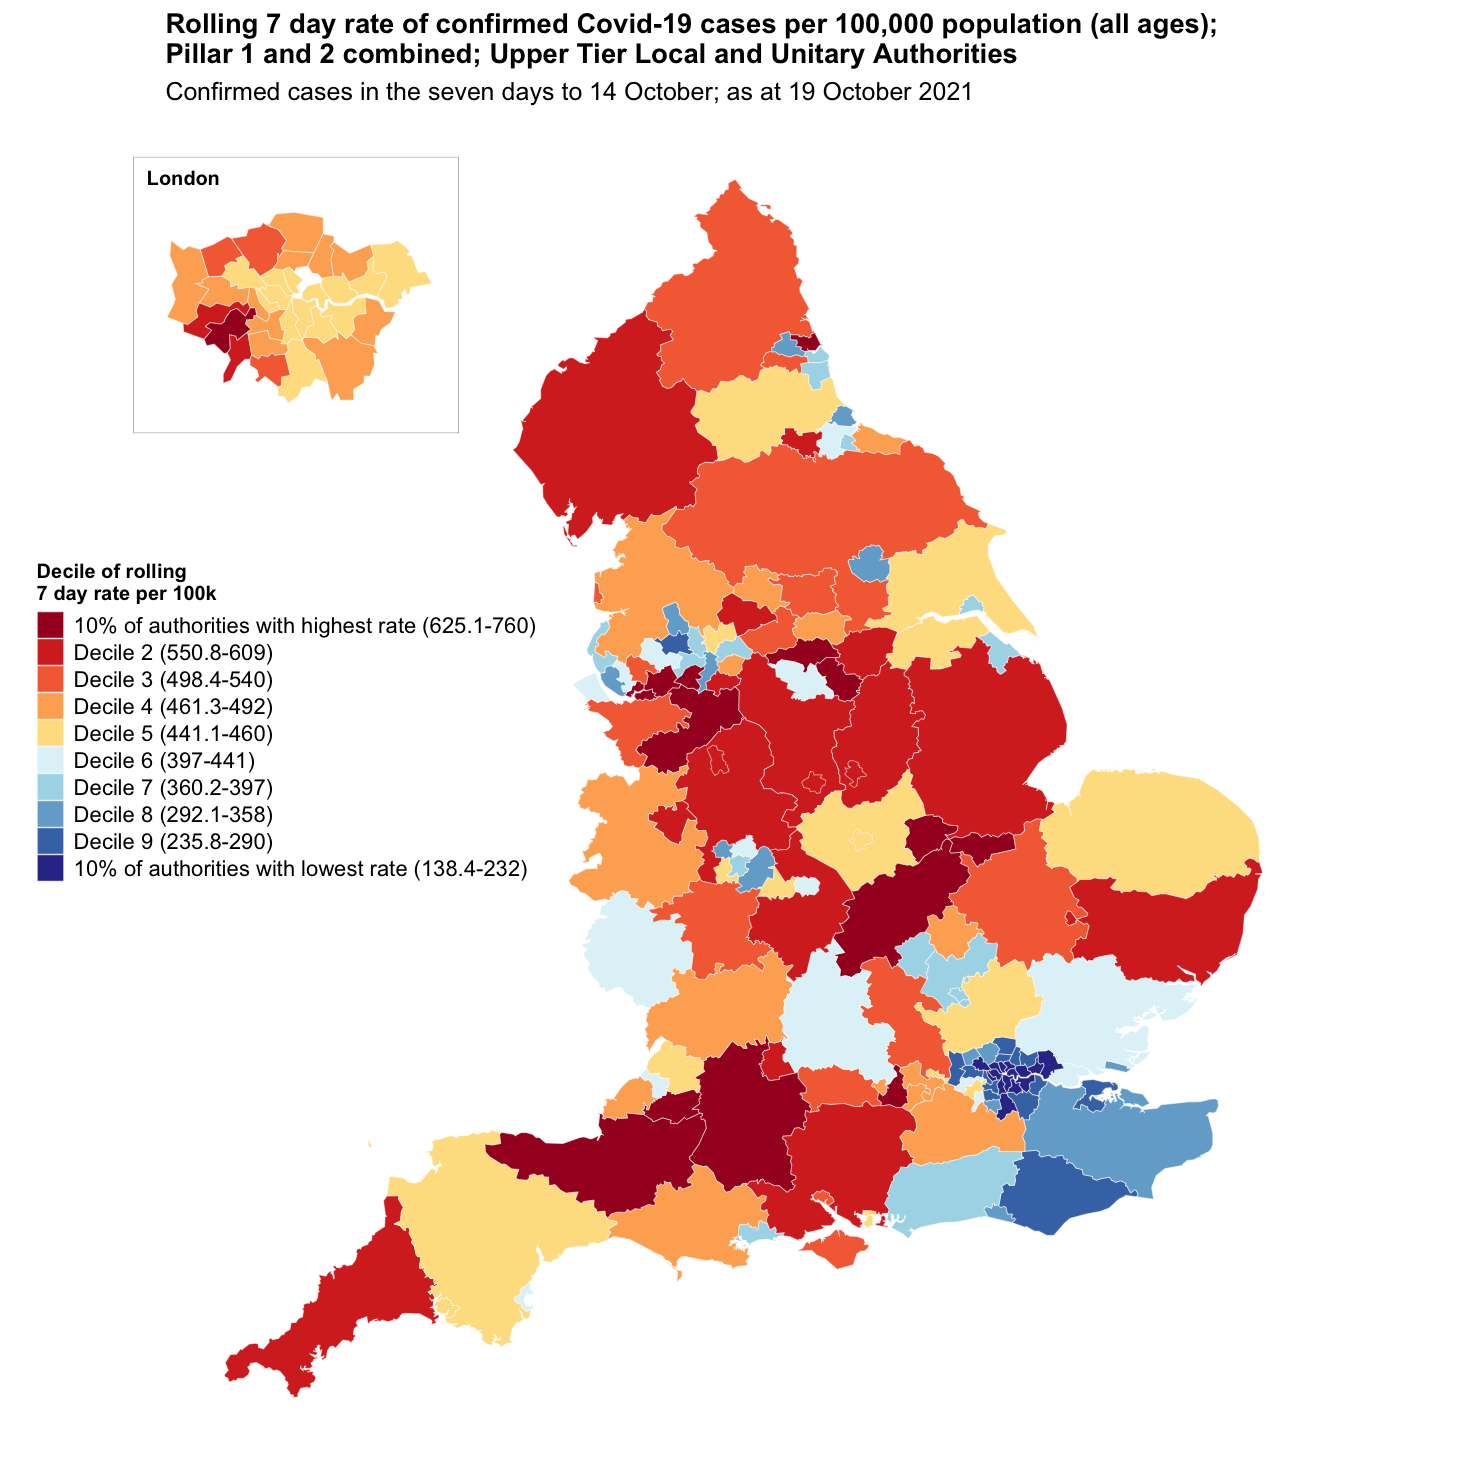 Rolling 7 day rate of confirmed Covid-19 cases per 100,000 population (all ages);
Pillar 1 and 2 combined; Upper Tier Local and Unitary Authorities
Confirmed cases in the seven days to 14 October; as at 19 October 2021
London
Decile of rolling
7 day rate per 100k
10% of authorities with highest rate (625.1-760)
Decile 2 (550.8-609)
Decile 3 (498.4-540)
Decile 4 (461.3-492)
Decile 5 (441.1-460)
Decile 6 (397-441)
Decile 7 (360.2-397)
Decile 8 (292.1-358)
Decile 9 (235.8-290)
10% of authorities with lowest rate (138.4-232)